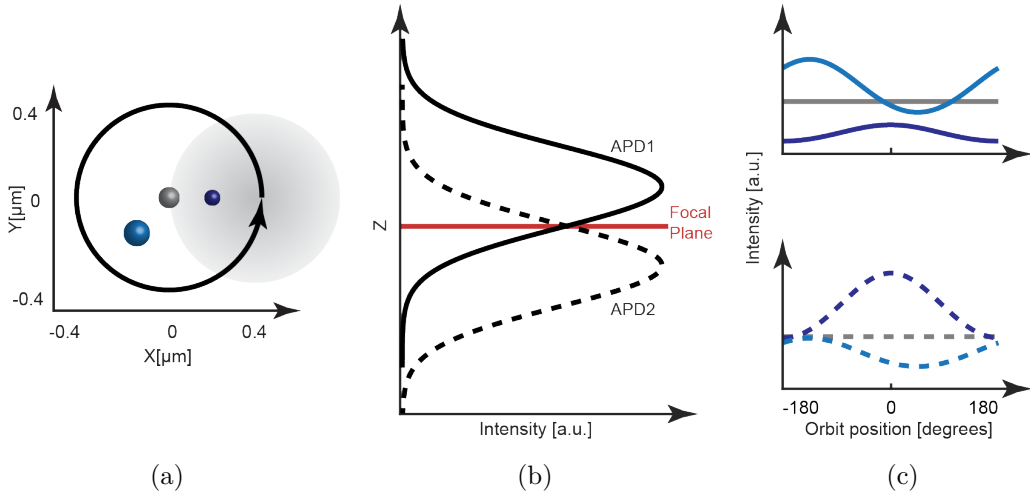 0.4
0
-0.4
Y[µm]
-0.4
0
0.4
X[µm]
(a)
Z
APD1
Focal
Plane
APD2
Intensity [a.u.]
(b)
Intensity [a.u.]
-180
0
180
Orbit position [degrees]
(c)